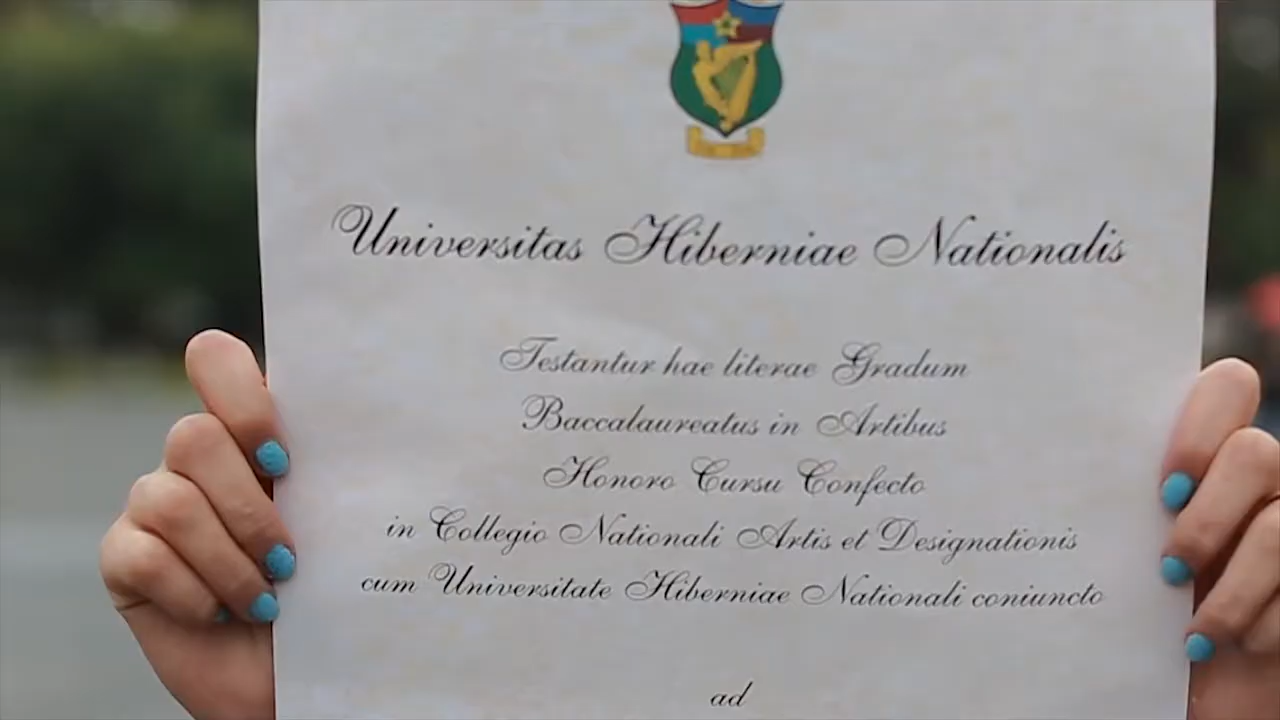 Universitas Hiberniae Nationalis
Testantur hae literae Gradum
Baccalaureatus in Artibus
Honoro Cursu Confecto
in Collegio Nationali Artis et Designationis
cum Universitate Hiberniae Nationali coniuncto
ad